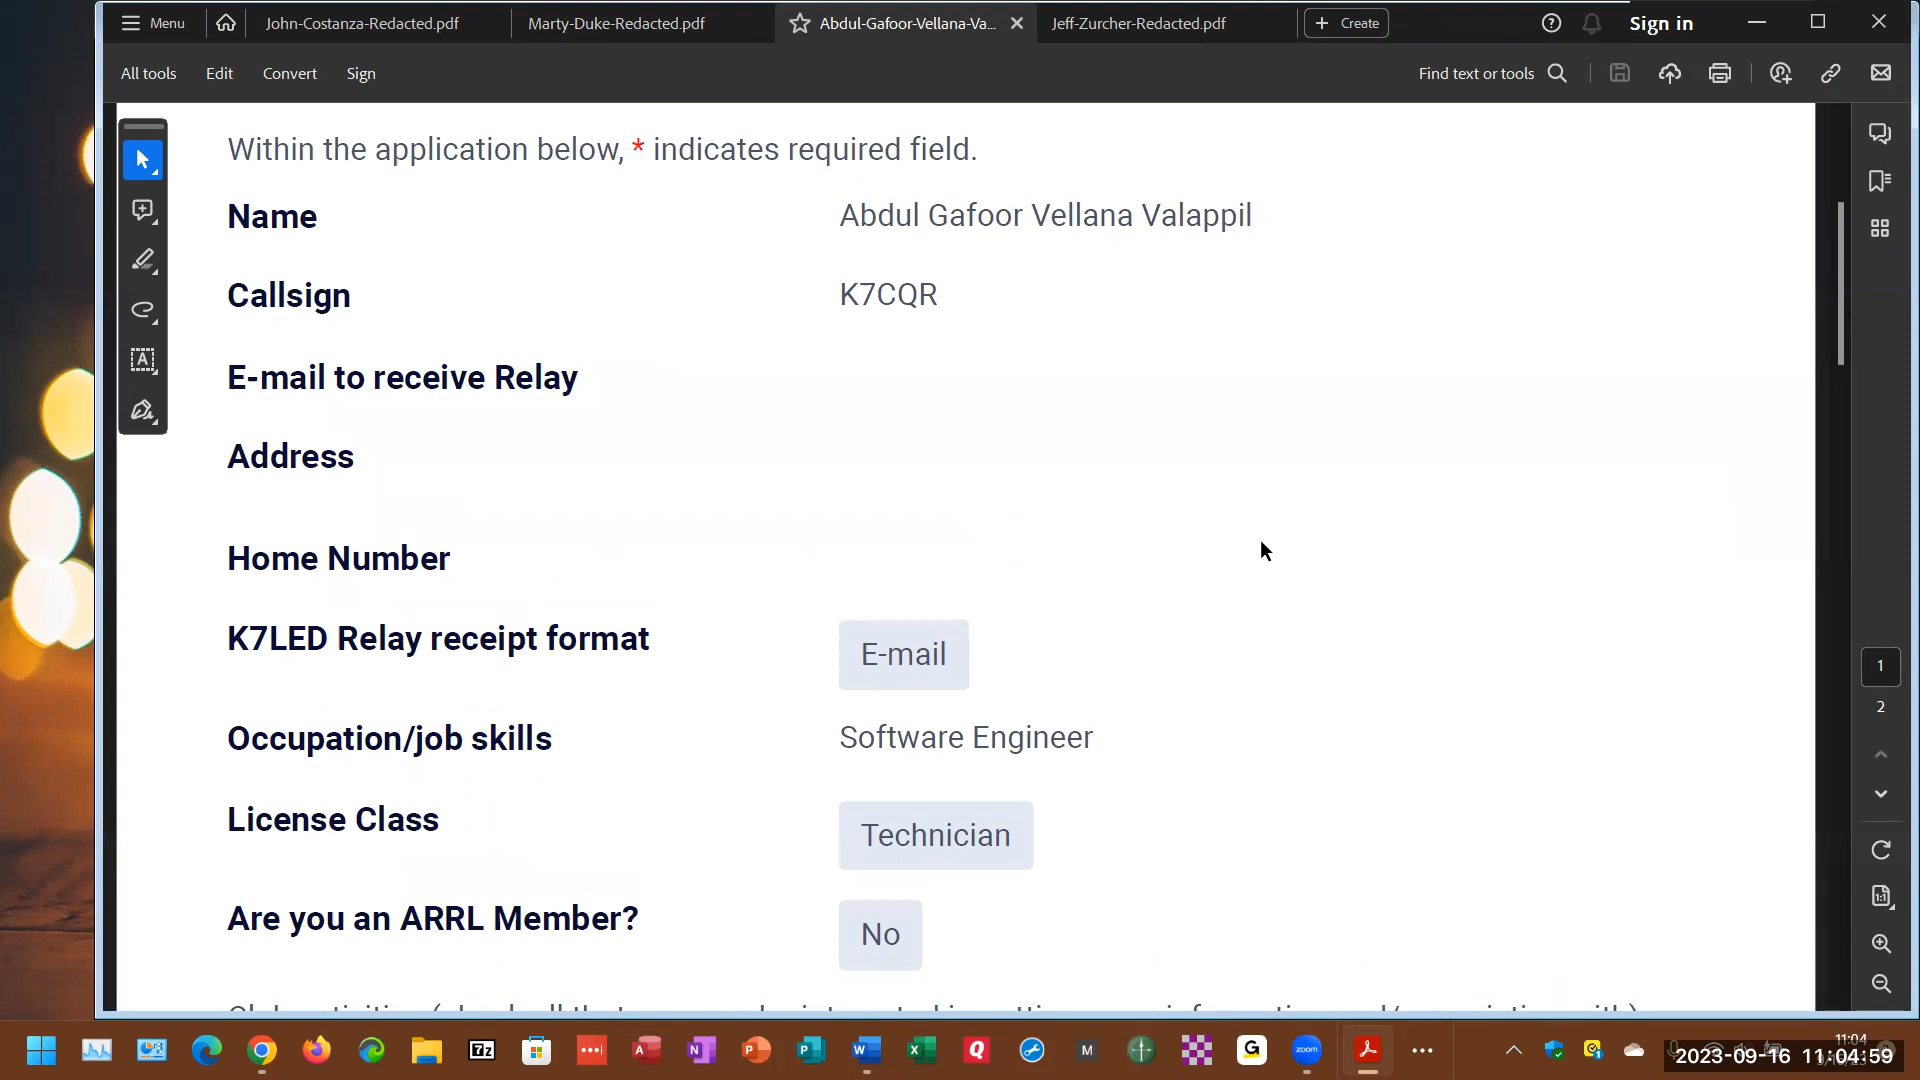 Menu
John-Costanza-Redacted.pdf
Marty-Duke-Redacted.pdf
Abdul-Gafoor-Vellana-Va...
Jeff-Zurcher-Redacted.pdf
Create
Sign in
All tools
Edit
Convert
Sign
Find text or tools
Within the application below, * indicates required field.
Name
Abdul Gafoor Vellana Valappil
Callsign
K7CQR
E-mail to receive Relay
Address
Home Number
K7LED Relay receipt format
E-mail
Occupation/job skills
Software Engineer
License Class
Technician
Are you an ARRL Member?
No
1
2
11:04
2023-09-16 11:04:59